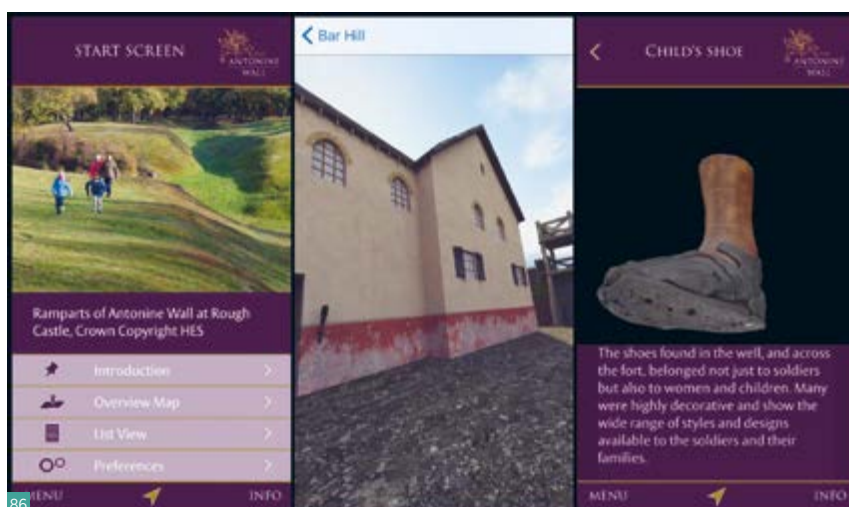 START SCREEN
ANTONINE
WALL
Ramparts of Antonine Wall at Rough
Castle, Crown Copyright HES
Introduction
Overview Map
List View
Preferences
MENU
INFO
86
Bar Hill
CHILD'S SHOE
ANTONINE
WALL
The shoes found in the well, and across
the fort, belonged not just to soldiers
but also to women and children. Many
were highly decorative and show the
wide range of styles and designs
available to the soldiers and their
families.
MENU
INFO